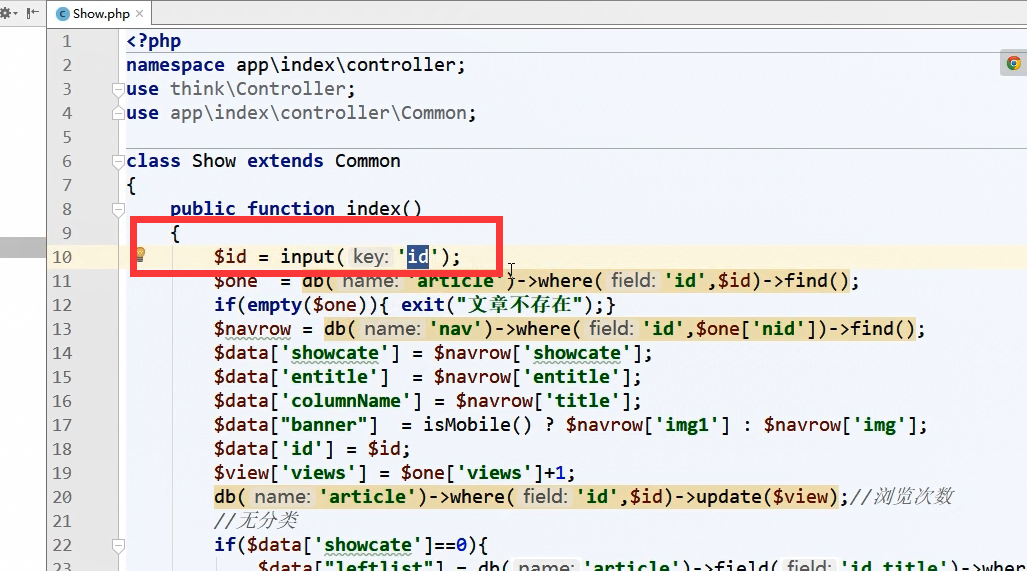 Show.php
1 <?php
2 namespace app\index\controller;
3 use think\Controller;
4 use app\index\controller\Common;
5
6 class Show extends Common
7 {
8 public function index()
9 {
10 $id = input( key: 'id');
11 $one = db( name: 'article')->where( field: 'id',$id)->find();
12 if(empty($one)){ exit("文章不存在");}
13 $navrow = db( name: 'nav')->where( field: 'id',$one['nid'])->find();
14 $data['showcate'] = $navrow['showcate'];
15 $data['entitle'] = $navrow['entitle'];
16 $data['columnName'] = $navrow['title'];
17 $data["banner"] = isMobile() ? $navrow['img1'] : $navrow['img'];
18 $data['id'] = $id;
19 $view['views'] = $one['views']+1;
20 db( name: 'article')->where( field: 'id',$id)->update($view);//浏览次数
21 //无分类
22 if($data['showcate']==0){
23 $data["leftlist"] = db( name: 'article')->field( field: 'id,title')->wher